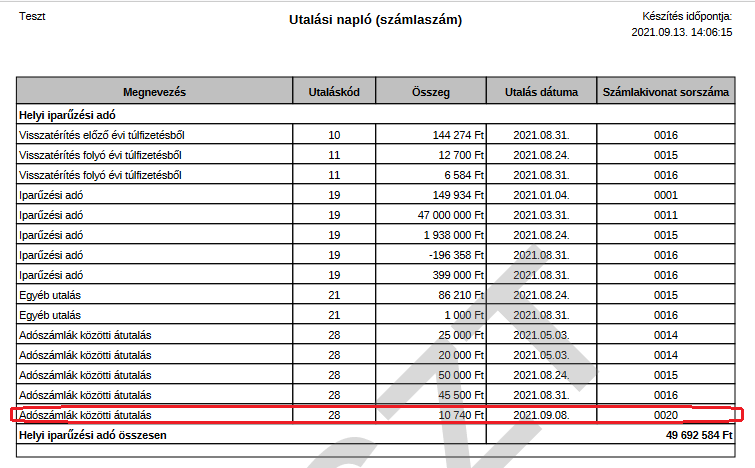 Teszt
Utalási napló (számlaszám)
Készítés időpontja:
2021.09.13. 14:06:15
Megnevezés Utaláskód Összeg Utalás dátuma Számlakivonat sorszáma
Helyi iparűzési adó
Visszatérítés előző évi túlfizetésből 10 144 274 Ft 2021.08.31. 0016
Visszatérítés folyó évi túlfizetésből 11 12 700 Ft 2021.08.24. 0015
Visszatérítés folyó évi túlfizetésből 11 6 584 Ft 2021.08.31. 0016
Iparűzési adó 19 149 934 Ft 2021.01.04. 0001
Iparűzési adó 19 47 000 000 Ft 2021.03.31. 0011
Iparűzési adó 19 1 938 000 Ft 2021.08.24. 0015
Iparűzési adó 19 -196 358 Ft 2021.08.31. 0016
Iparűzési adó 19 399 000 Ft 2021.08.31. 0016
Egyéb utalás 21 86 210 Ft 2021.08.24. 0015
Egyéb utalás 21 1 000 Ft 2021.08.31. 0016
Adószámlák közötti átutalás 28 25 000 Ft 2021.05.03. 0014
Adószámlák közötti átutalás 28 20 000 Ft 2021.05.03. 0014
Adószámlák közötti átutalás 28 50 000 Ft 2021.08.24. 0015
Adószámlák közötti átutalás 28 45 500 Ft 2021.08.31. 0016
Adószámlák közötti átutalás 28 10 740 Ft 2021.09.08. 0020
Helyi iparűzési adó összesen 49 692 584 Ft